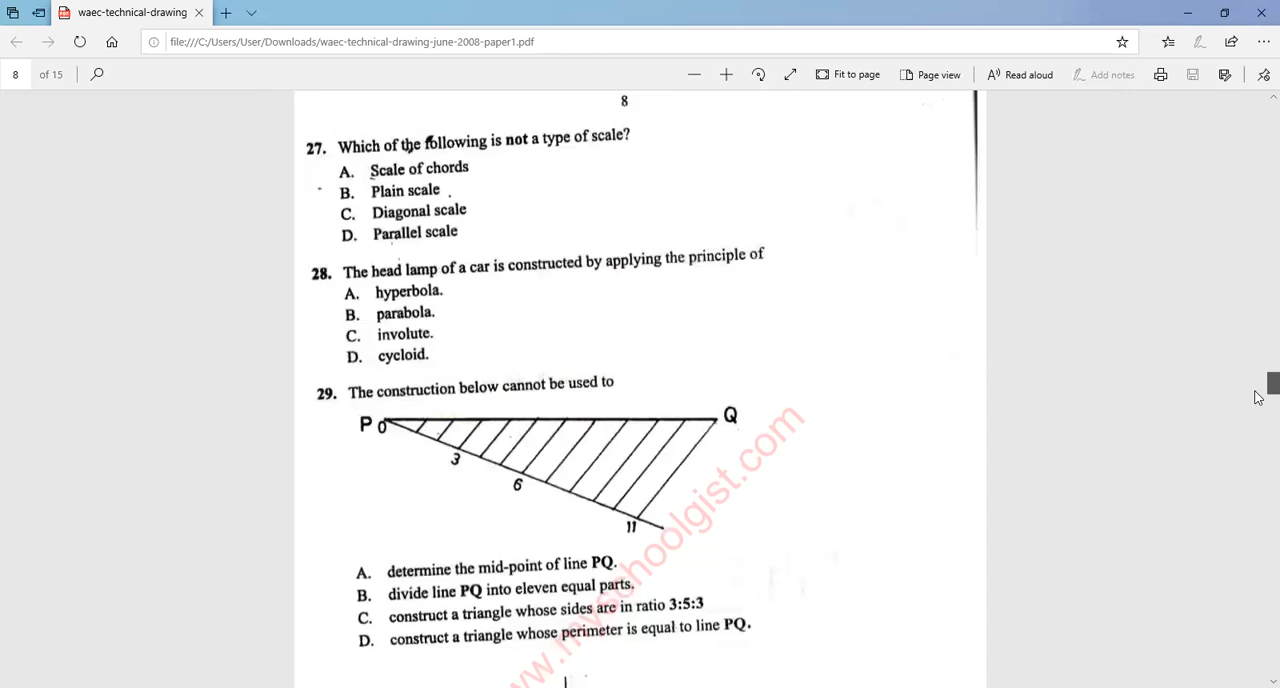 waec-technical-drawing
file:///C:/Users/User/Downloads/waec-technical-drawing-june-2008-paper1.pdf
8 of 15
Fit to page
Page view
Read aloud
Add notes
8
27. Which of the following is not a type of scale?
A. Scale of chords
B. Plain scale
C. Diagonal scale
D. Parallel scale
28. The head lamp of a car is constructed by applying the principle of
A. hyperbola.
B. parabola.
C. involute.
D. cycloid.
29. The construction below cannot be used to
P 0 Q
3
6
11
A. determine the mid-point of line PQ.
B. divide line PQ into eleven equal parts.
C. construct a triangle whose sides are in ratio 3:5:3
D. construct a triangle whose perimeter is equal to line PQ.
www.myschoolgist.com